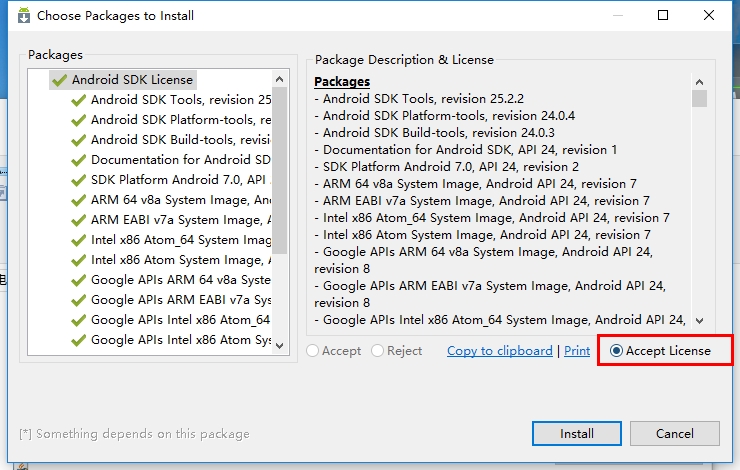 Choose Packages to Install
Packages
Android SDK License
Android SDK Tools, revision 25
Android SDK Platform-tools, re
Android SDK Build-tools, revisi
Documentation for Android SD
SDK Platform Android 7.0, API
ARM 64 v8a System Image, An
ARM EABI v7a System Image, A
Intel x86 Atom_64 System Imag
Intel x86 Atom System Image,
Google APIs ARM 64 v8a Syste
Google APIs ARM EABI v7a Sys
Google APIs Intel x86 Atom_64
Google APIs Intel x86 Atom Sys
Package Description & License
Packages
- Android SDK Tools, revision 25.2.2
- Android SDK Platform-tools, revision 24.0.4
- Android SDK Build-tools, revision 24.0.3
- Documentation for Android SDK, API 24, revision 1
- SDK Platform Android 7.0, API 24, revision 2
- ARM 64 v8a System Image, Android API 24, revision 7
- ARM EABI v7a System Image, Android API 24, revision 7
- Intel x86 Atom_64 System Image, Android API 24, revision 7
- Intel x86 Atom System Image, Android API 24, revision 7
- Google APIs ARM 64 v8a System Image, Android API 24,
revision 8
- Google APIs ARM EABI v7a System Image, Android API 24,
revision 8
- Google APIs Intel x86 Atom_64 System Image, Android API 24,
Accept Reject Copy to clipboard | Print Accept License
[*] Something depends on this package
Install Cancel